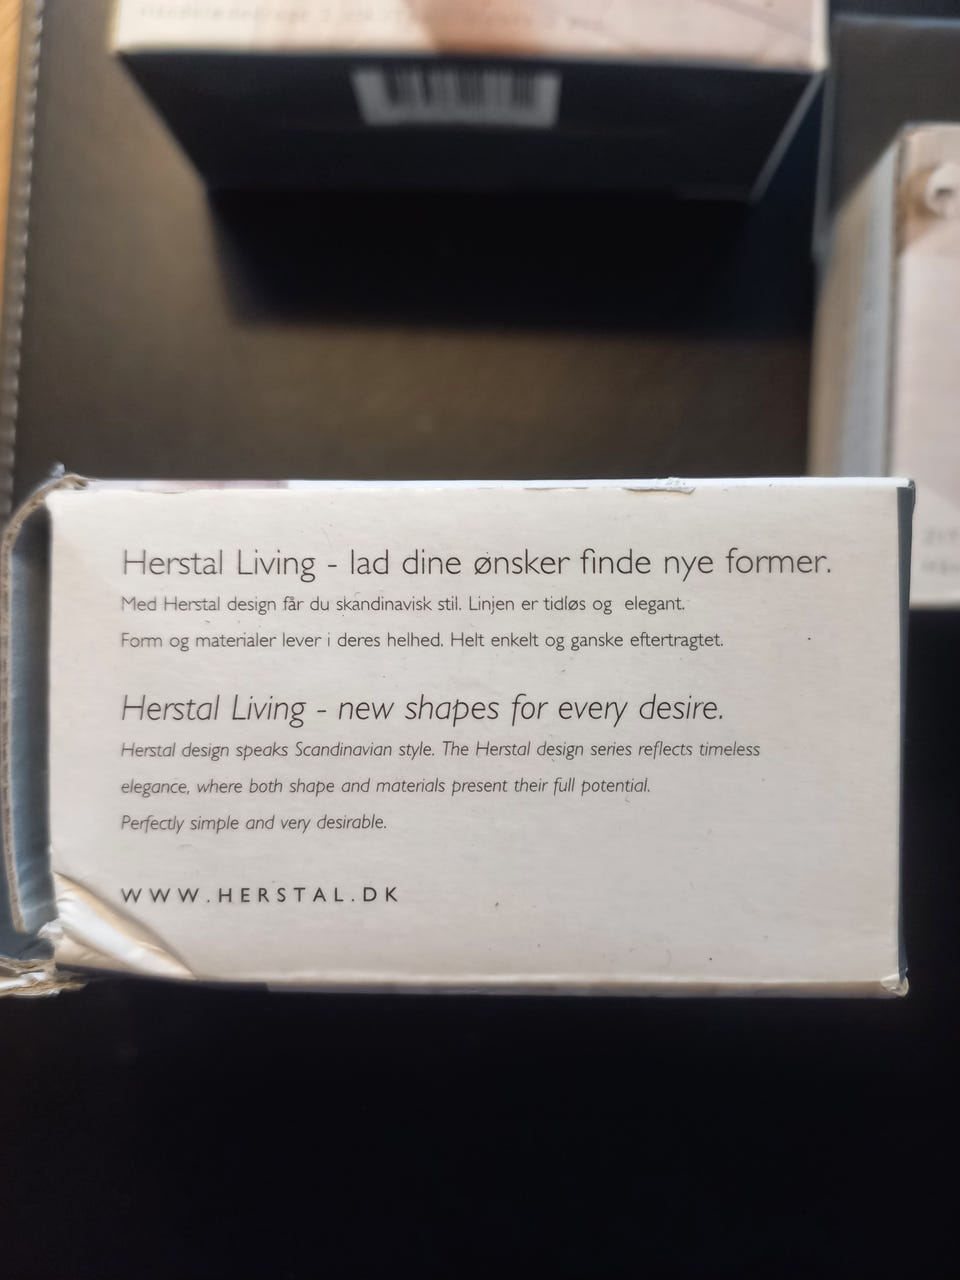 Herstal Living - lad dine ønsker finde nye former.
Med Herstal design får du skandinavisk stil. Linjen er tidløs og elegant.
Form og materialer lever i deres helhed. Helt enkelt og ganske eftertragtet.
Herstal Living - new shapes for every desire.
Herstal design speaks Scandinavian style. The Herstal design series reflects timeless
elegance, where both shape and materials present their full potential.
Perfectly simple and very desirable.
WWW.HERSTAL.DK